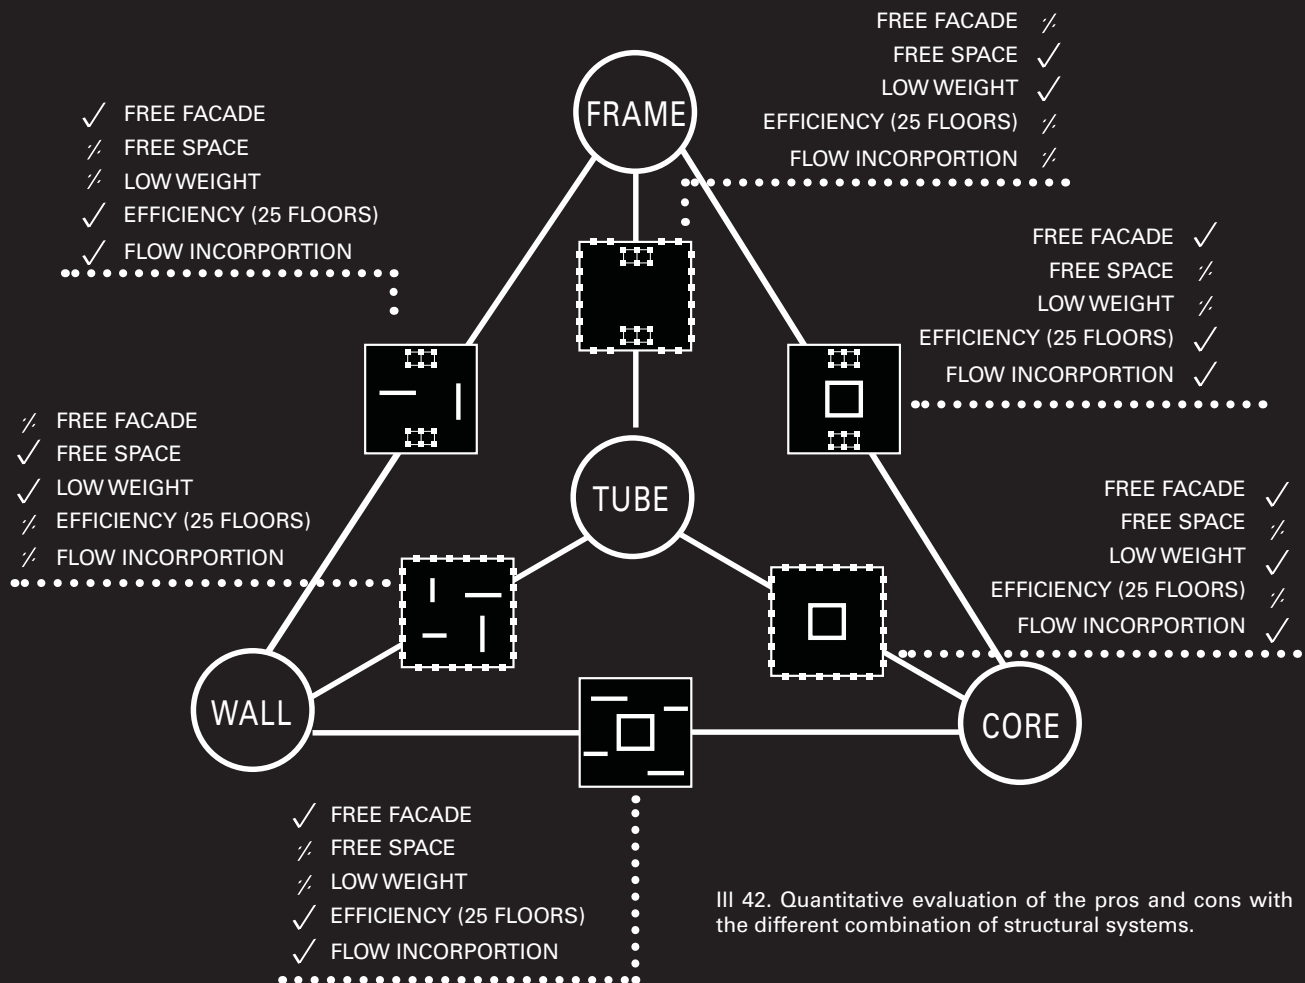 FREE FACADE ⁒
FREE SPACE ✓
LOW WEIGHT ✓
EFFICIENCY (25 FLOORS) ⁒
FLOW INCORPORTION ⁒
FRAME
✓ FREE FACADE
⁒ FREE SPACE
⁒ LOW WEIGHT
✓ EFFICIENCY (25 FLOORS)
✓ FLOW INCORPORTION
FREE FACADE ✓
FREE SPACE ⁒
LOW WEIGHT ⁒
EFFICIENCY (25 FLOORS) ✓
FLOW INCORPORTION ✓
⁒ FREE FACADE
✓ FREE SPACE
✓ LOW WEIGHT
⁒ EFFICIENCY (25 FLOORS)
⁒ FLOW INCORPORTION
TUBE
FREE FACADE ✓
FREE SPACE ⁒
LOW WEIGHT ✓
EFFICIENCY (25 FLOORS) ⁒
FLOW INCORPORTION ✓
WALL
CORE
✓ FREE FACADE
⁒ FREE SPACE
⁒ LOW WEIGHT
✓ EFFICIENCY (25 FLOORS)
✓ FLOW INCORPORTION
Ill 42. Quantitative evaluation of the pros and cons with
the different combination of structural systems.